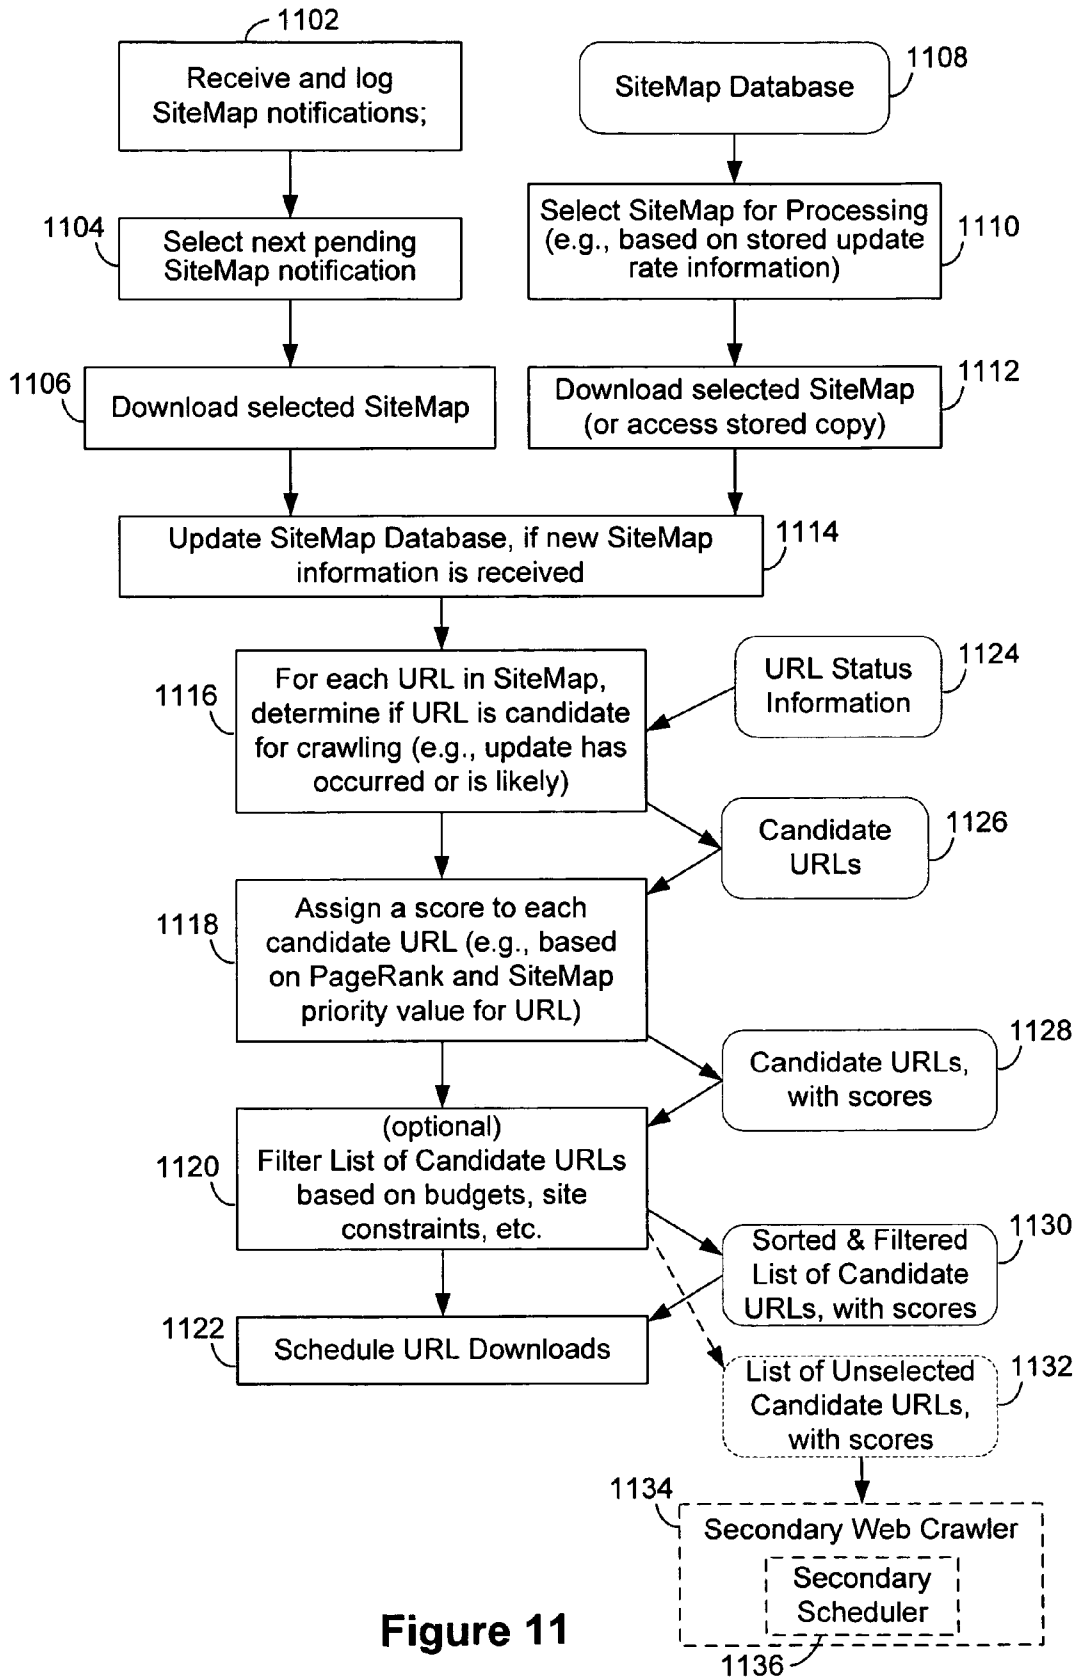 1102
Receive and log
SiteMap notifications;
1108
SiteMap Database
1104
Select next pending
SiteMap notification
1110
Select SiteMap for Processing
(e.g., based on stored update
rate information)
1106
Download selected SiteMap
1112
Download selected SiteMap
(or access stored copy)
1114
Update SiteMap Database, if new SiteMap
information is received
1116
For each URL in SiteMap,
determine if URL is candidate
for crawling (e.g., update has
occurred or is likely)
1124
URL Status
Information
1126
Candidate
URLs
1118
Assign a score to each
candidate URL (e.g., based
on PageRank and SiteMap
priority value for URL)
1128
Candidate URLs,
with scores
1120
(optional)
Filter List of Candidate URLs
based on budgets, site
constraints, etc.
1130
Sorted & Filtered
List of Candidate
URLs, with scores
1122
Schedule URL Downloads
1132
List of Unselected
Candidate URLs,
with scores
1134
Secondary Web Crawler
Secondary
Scheduler
1136
Figure 11